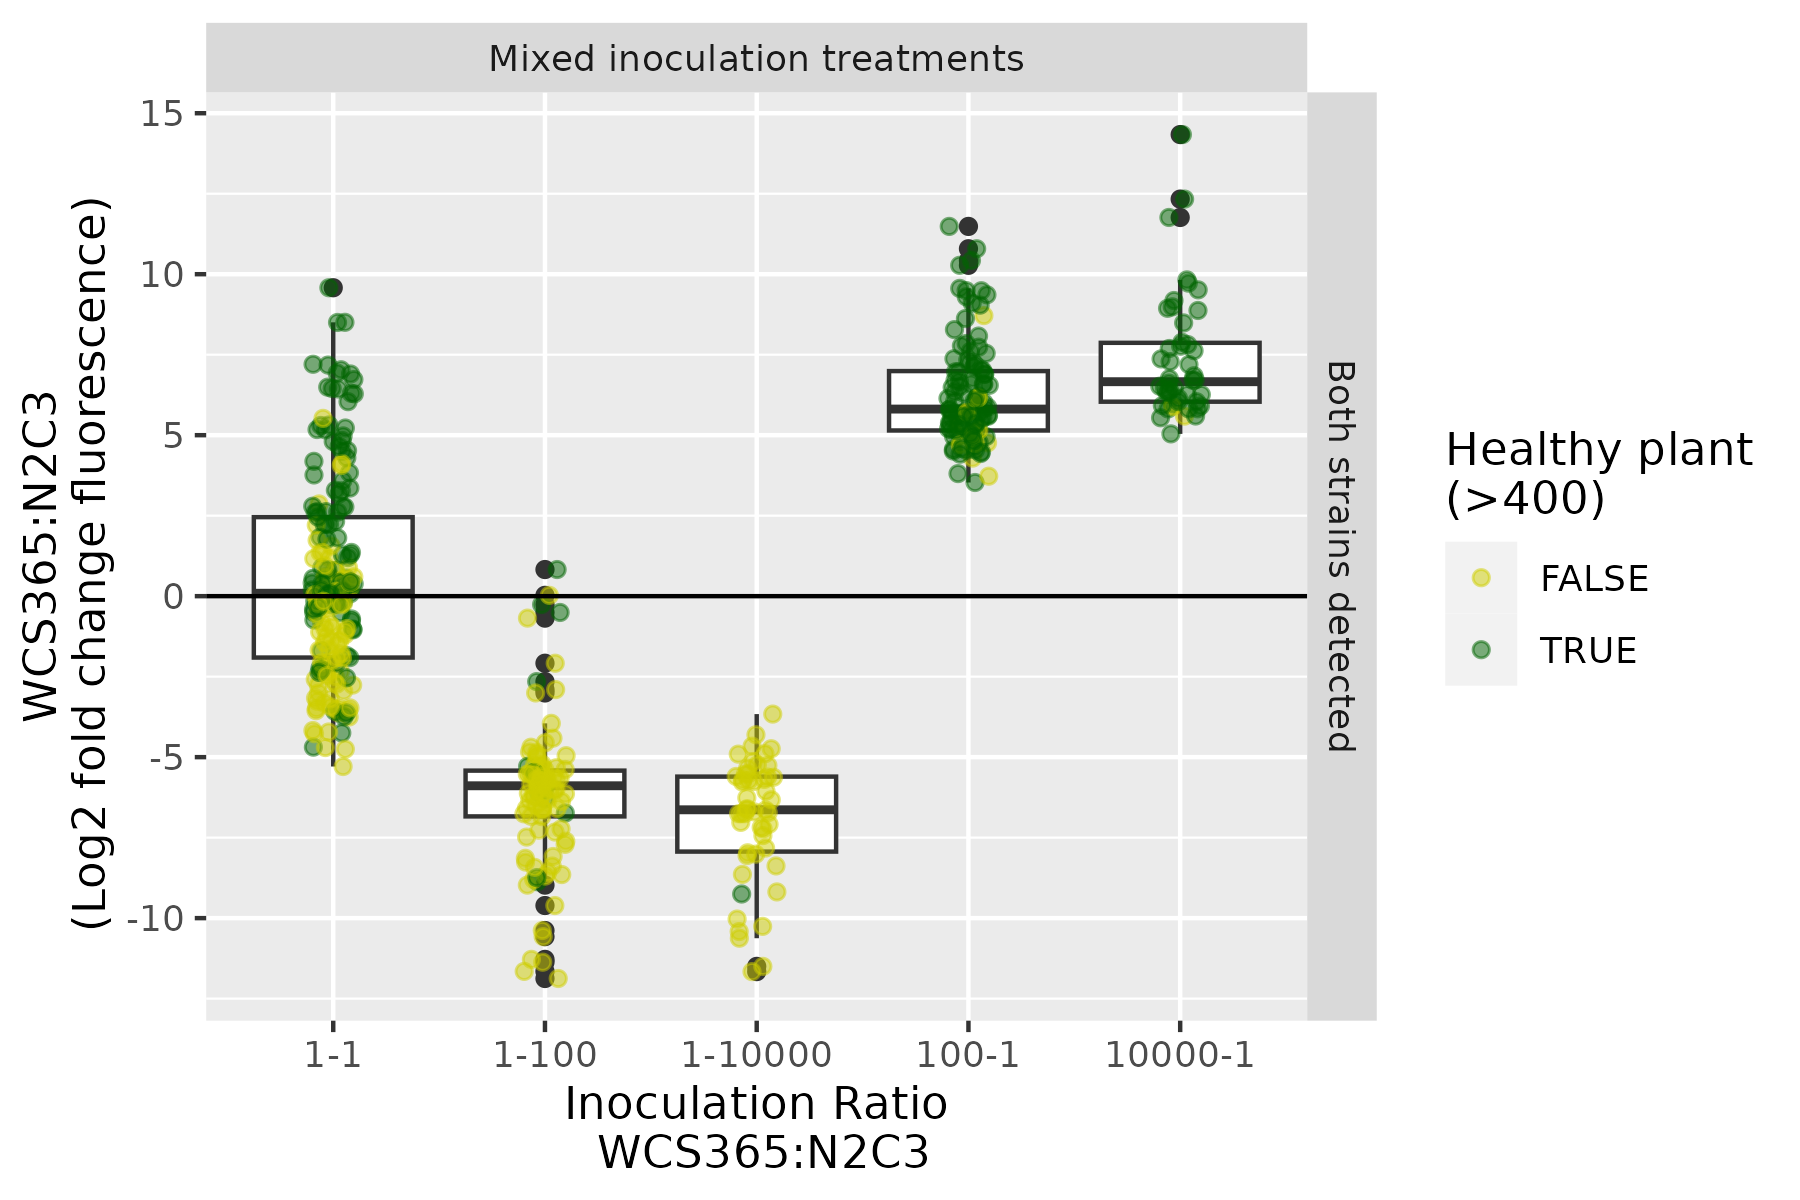 Mixed inoculation treatments
Both strains detected
WCS365:N2C3
(Log2 fold change fluorescence)
15
10
5
0
-5
-10
1-1
1-100
1-10000
100-1
10000-1
Inoculation Ratio
WCS365:N2C3
Healthy plant
(>400)
FALSE
TRUE